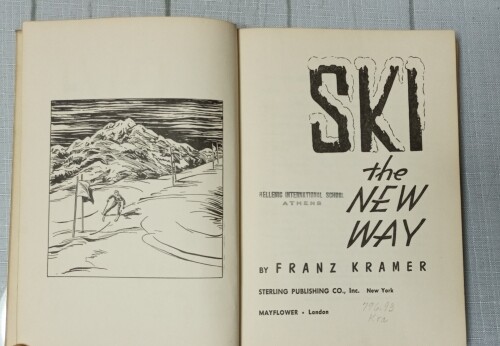 SKI
the
NEW
WAY
HELLENIC INTERNATIONAL SCHOOL
ATHENS
BY FRANZ KRAMER
STERLING PUBLISHING CO., Inc. New York
MAYFLOWER • London